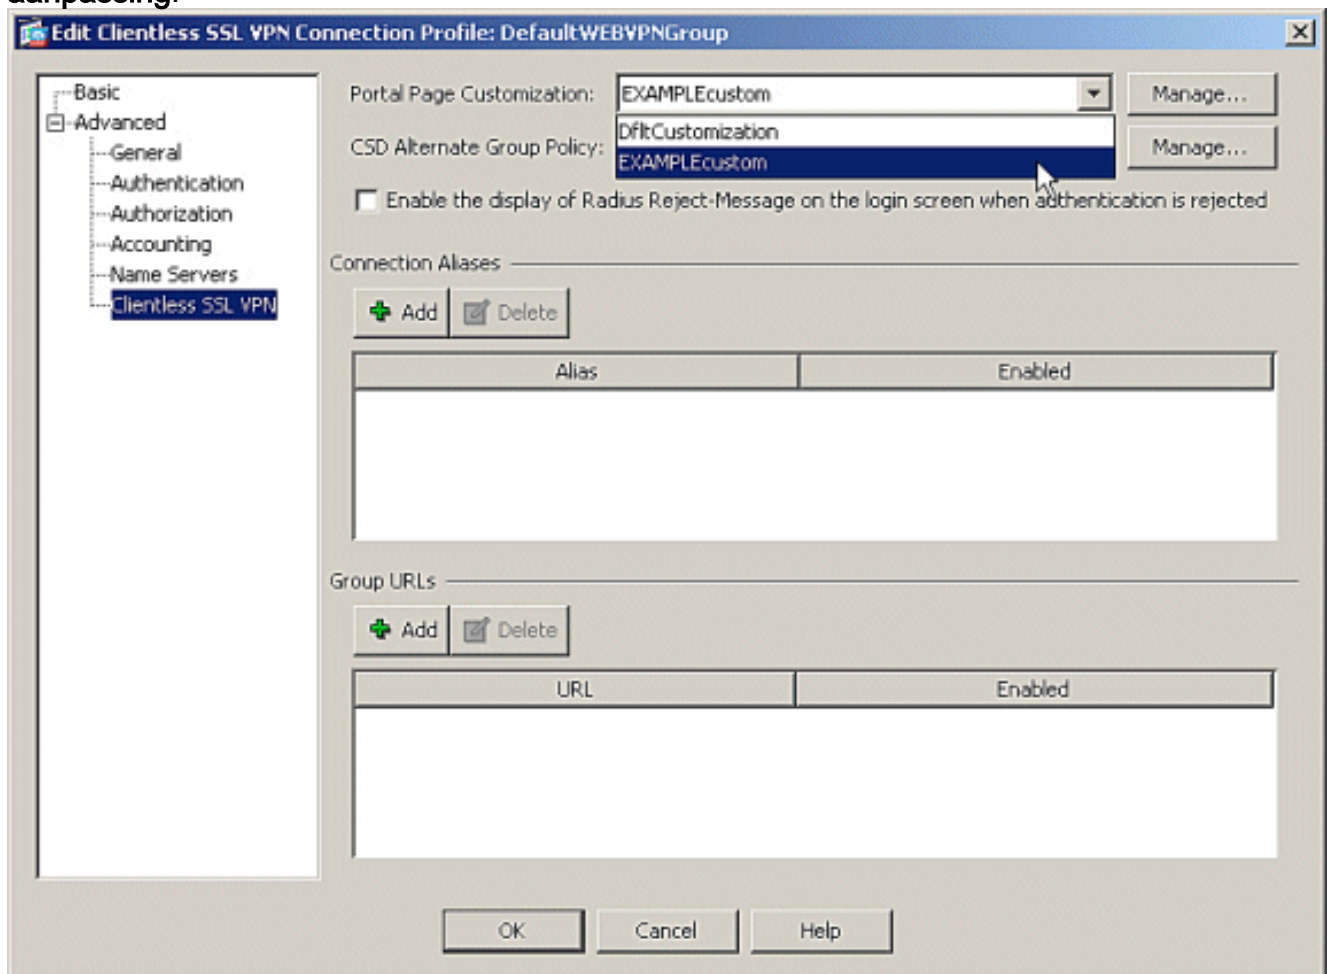 aanpassing.
Edit Clientless SSL VPN Connection Profile: DefaultWEBVPNGroup
Basic
Advanced
General
Authentication
Authorization
Accounting
Name Servers
Clientless SSL VPN
Portal Page Customization: EXAMPLEcustom Manage...
DfltCustomization
CSD Alternate Group Policy: EXAMPLEcustom Manage...
Enable the display of Radius Reject-Message on the login screen when authentication is rejected
Connection Aliases
Add Delete
Alias Enabled
Group URLs
Add Delete
URL Enabled
OK Cancel Help